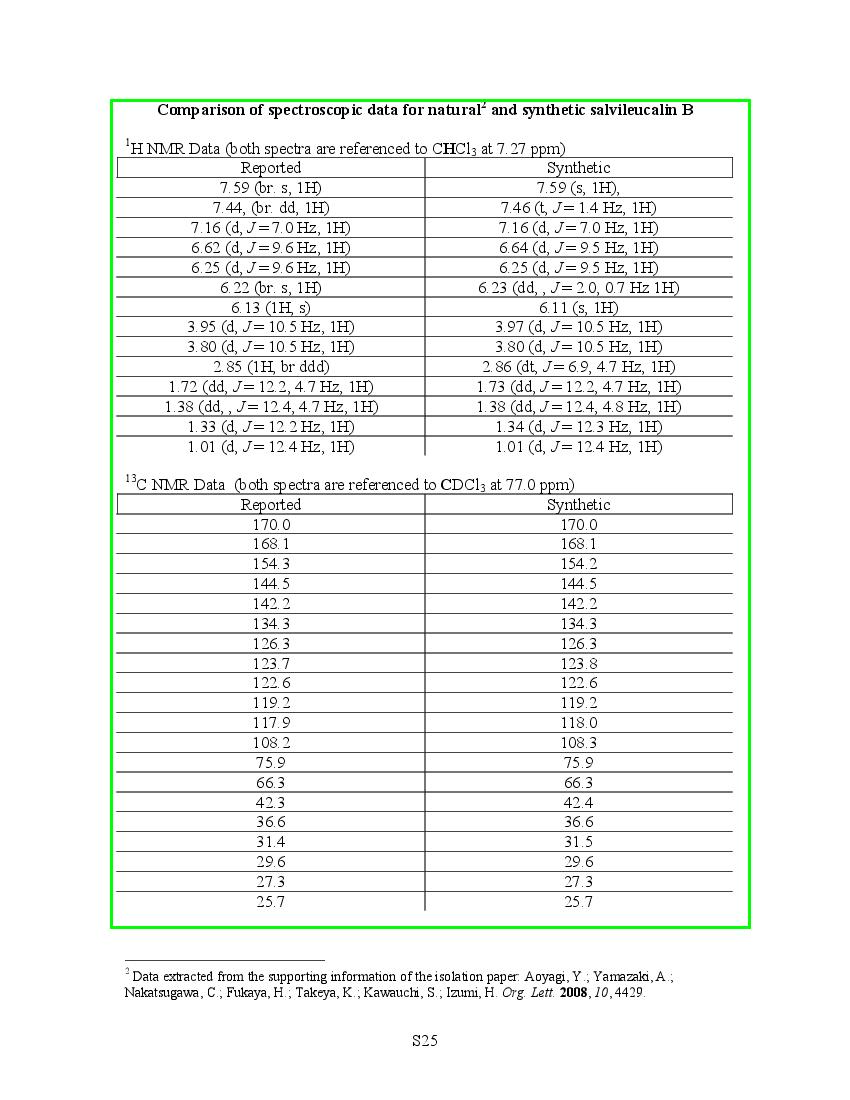 Comparison of spectroscopic data for natural2 and synthetic salvileucalin B
1H NMR Data (both spectra are referenced to CHCl3 at 7.27 ppm)
Reported Synthetic
7.59 (br. s, 1H) 7.59 (s, 1H),
7.44, (br. dd, 1H) 7.46 (t, J = 1.4 Hz, 1H)
7.16 (d, J = 7.0 Hz, 1H) 7.16 (d, J = 7.0 Hz, 1H)
6.62 (d, J = 9.6 Hz, 1H) 6.64 (d, J = 9.5 Hz, 1H)
6.25 (d, J = 9.6 Hz, 1H) 6.25 (d, J = 9.5 Hz, 1H)
6.22 (br. s, 1H) 6.23 (dd, , J = 2.0, 0.7 Hz 1H)
6.13 (1H, s) 6.11 (s, 1H)
3.95 (d, J = 10.5 Hz, 1H) 3.97 (d, J = 10.5 Hz, 1H)
3.80 (d, J = 10.5 Hz, 1H) 3.80 (d, J = 10.5 Hz, 1H)
2.85 (1H, br ddd) 2.86 (dt, J = 6.9, 4.7 Hz, 1H)
1.72 (dd, J = 12.2, 4.7 Hz, 1H) 1.73 (dd, J = 12.2, 4.7 Hz, 1H)
1.38 (dd, , J = 12.4, 4.7 Hz, 1H) 1.38 (dd, J = 12.4, 4.8 Hz, 1H)
1.33 (d, J = 12.2 Hz, 1H) 1.34 (d, J = 12.3 Hz, 1H)
1.01 (d, J = 12.4 Hz, 1H) 1.01 (d, J = 12.4 Hz, 1H)
13C NMR Data (both spectra are referenced to CDCl3 at 77.0 ppm)
Reported Synthetic
170.0 170.0
168.1 168.1
154.3 154.2
144.5 144.5
142.2 142.2
134.3 134.3
126.3 126.3
123.7 123.8
122.6 122.6
119.2 119.2
117.9 118.0
108.2 108.3
75.9 75.9
66.3 66.3
42.3 42.4
36.6 36.6
31.4 31.5
29.6 29.6
27.3 27.3
25.7 25.7
2 Data extracted from the supporting information of the isolation paper: Aoyagi, Y.; Yamazaki, A.;
Nakatsugawa, C.; Fukaya, H.; Takeya, K.; Kawauchi, S.; Izumi, H. Org. Lett. 2008, 10, 4429.
S25